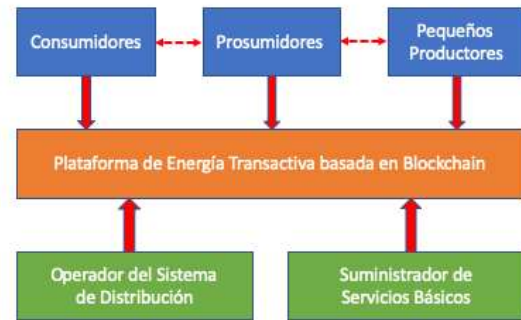 Consumidores
Prosumidores
Pequeños
Productores
Plataforma de Energía Transactiva basada en Blockchain
Operador del Sistema
de Distribución
Suministrador de
Servicios Básicos